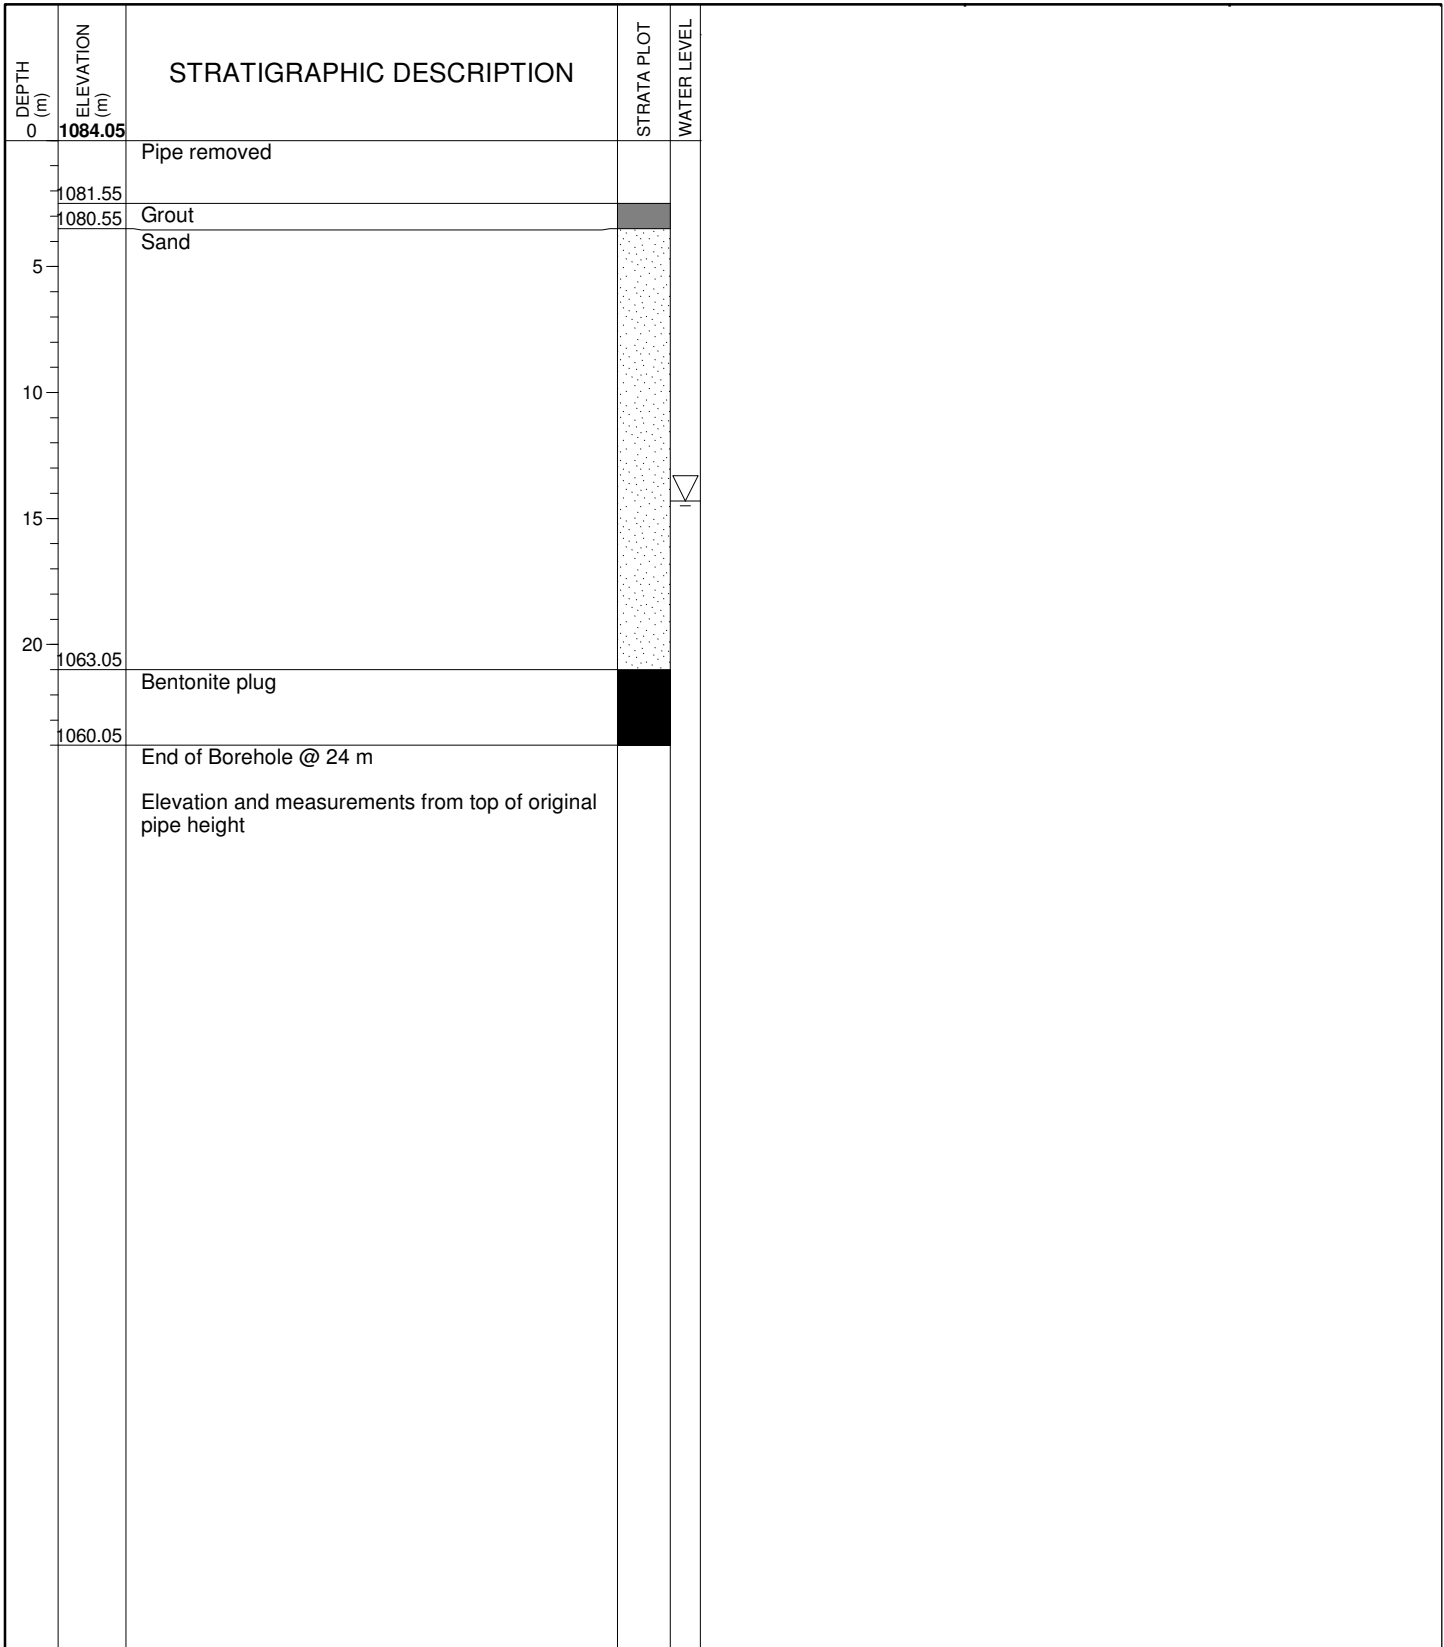 DEPTH
(m)
0
ELEVATION
(m)
1084.05
STRATIGRAPHIC DESCRIPTION
STRATA PLOT
WATER LEVEL
Pipe removed
1081.55
1080.55
Grout
Sand
5
10
15
20
1063.05
Bentonite plug
1060.05
End of Borehole @ 24 m
Elevation and measurements from top of original
pipe height